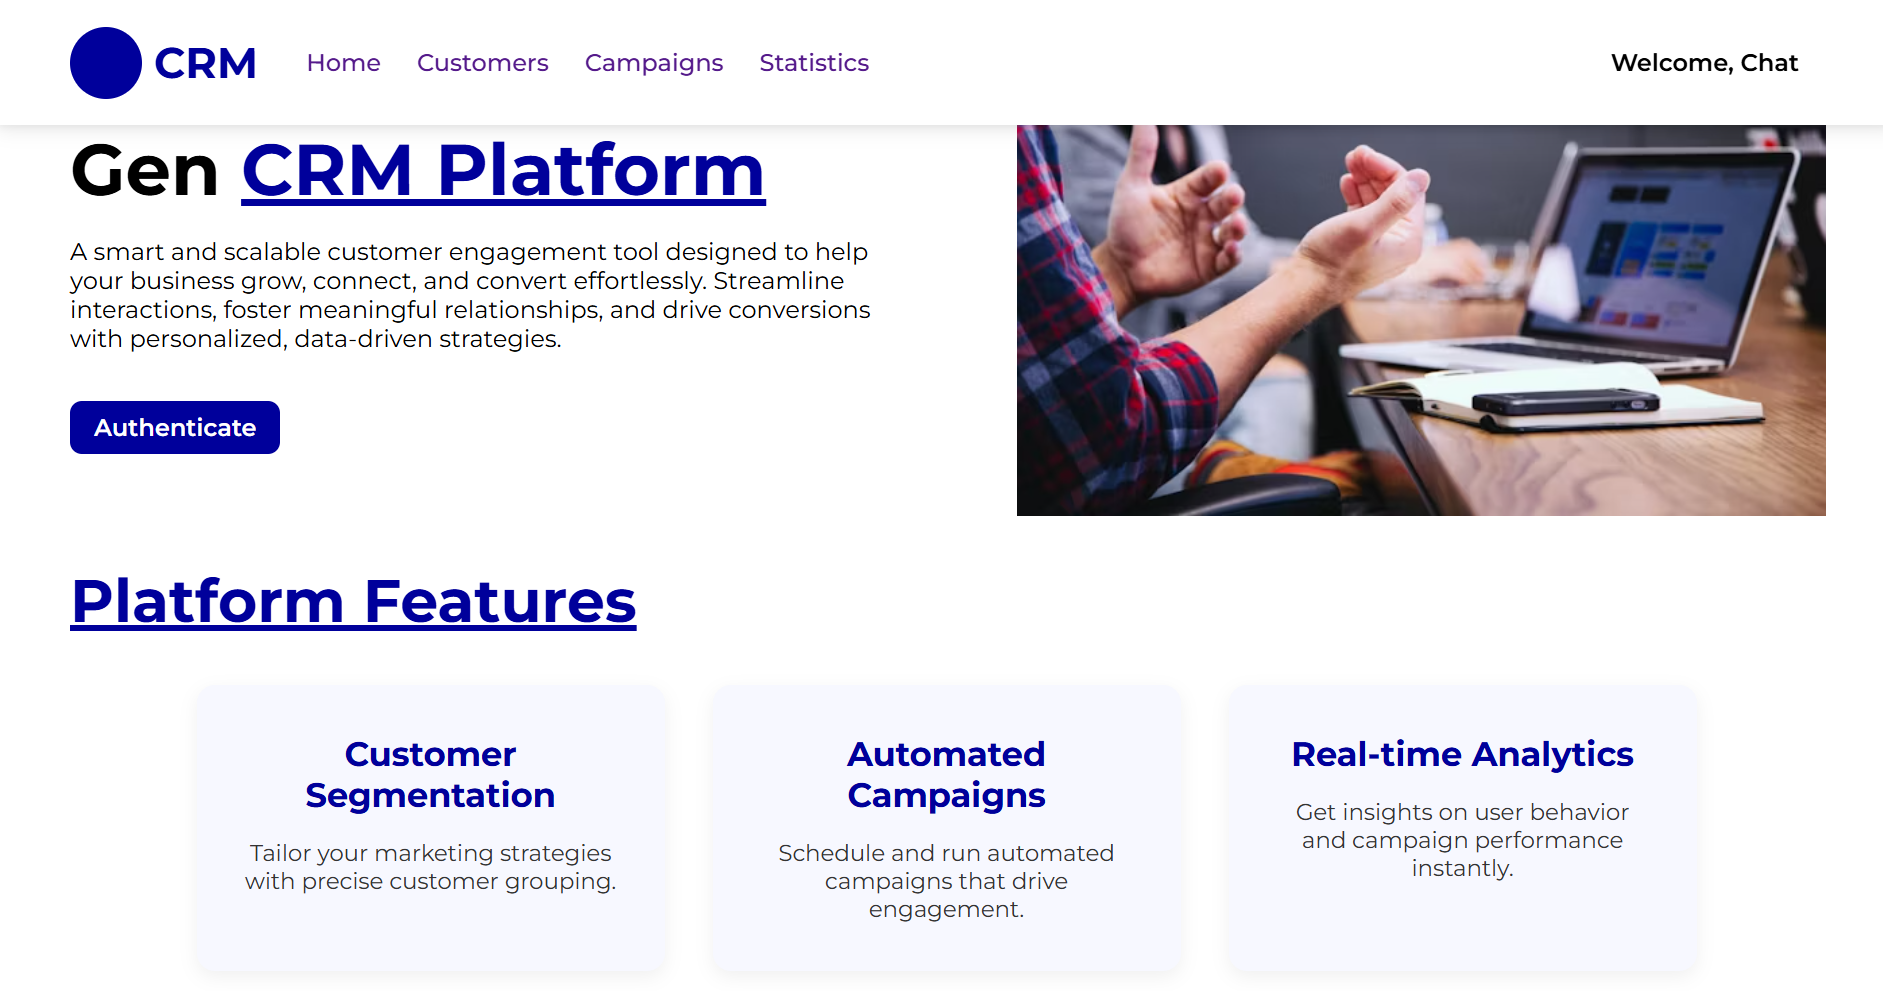 CRM Home Customers Campaigns Statistics Welcome, Chat
Gen CRM Platform
A smart and scalable customer engagement tool designed to help
your business grow, connect, and convert effortlessly. Streamline
interactions, foster meaningful relationships, and drive conversions
with personalized, data-driven strategies.
Authenticate
Platform Features
Customer
Segmentation
Tailor your marketing strategies
with precise customer grouping.
Automated
Campaigns
Schedule and run automated
campaigns that drive
engagement.
Real-time Analytics
Get insights on user behavior
and campaign performance
instantly.